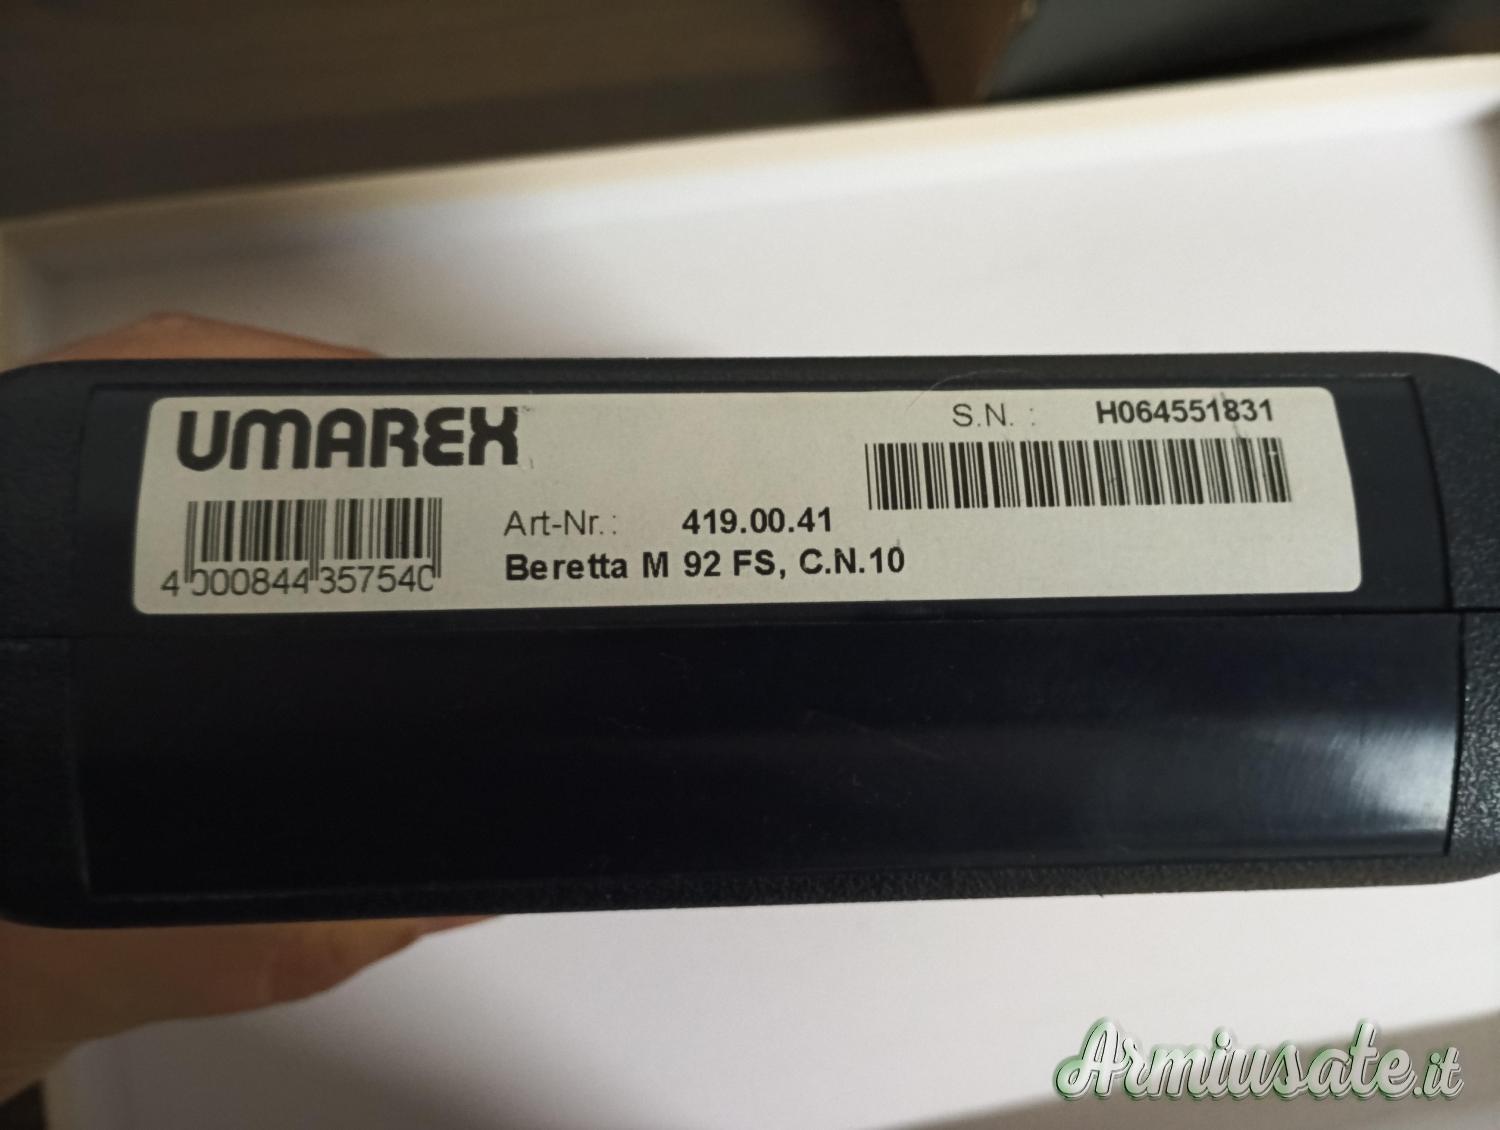 UMAREX
S.N. : H064551831
Art-Nr.: 419.00.41
Beretta M 92 FS, C.N.10
4 000844 357540
Armiusate.it